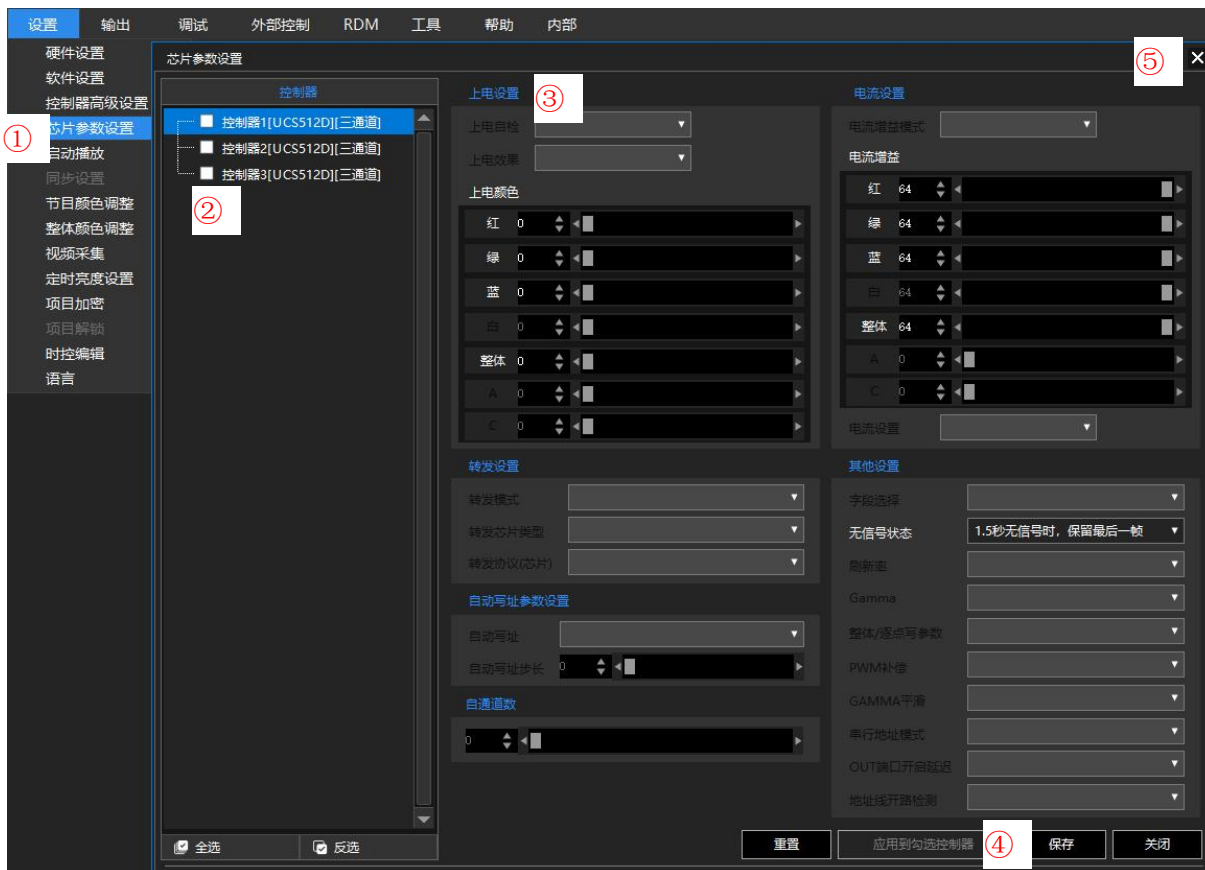 设置 输出 调试 外部控制 RDM 工具 帮助 内部
硬件设置
软件设置
控制器高级设置
① 芯片参数设置
启动播放
同步设置
节目颜色调整
整体颜色调整
视频采集
定时亮度设置
项目加密
项目解锁
时控编辑
语言
芯片参数设置
⑤ ×
控制器
控制器1[UCS512D][三通道]
控制器2[UCS512D][三通道]
控制器3[UCS512D][三通道]
②
全选 反选
上电设置 ③
上电自检
上电效果
上电颜色
红 0
绿 0
蓝 0
白 0
整体 0
A 0
C 0
转发设置
转发模式
转发芯片类型
转发协议(芯片)
自动写址参数设置
自动写址
自动写址步长 0
自通道数
0
电流设置
电流增益模式
电流增益
红 64
绿 64
蓝 64
白 64
整体 64
A 0
C 0
电流设置
其他设置
字段选择
无信号状态 1.5秒无信号时，保留最后一帧
刷新率
Gamma
整体/逐点写参数
PWM补偿
GAMMA平滑
串行地址模式
OUT端口开启延迟
地址线开路检测
重置 应用到勾选控制器 ④ 保存 关闭